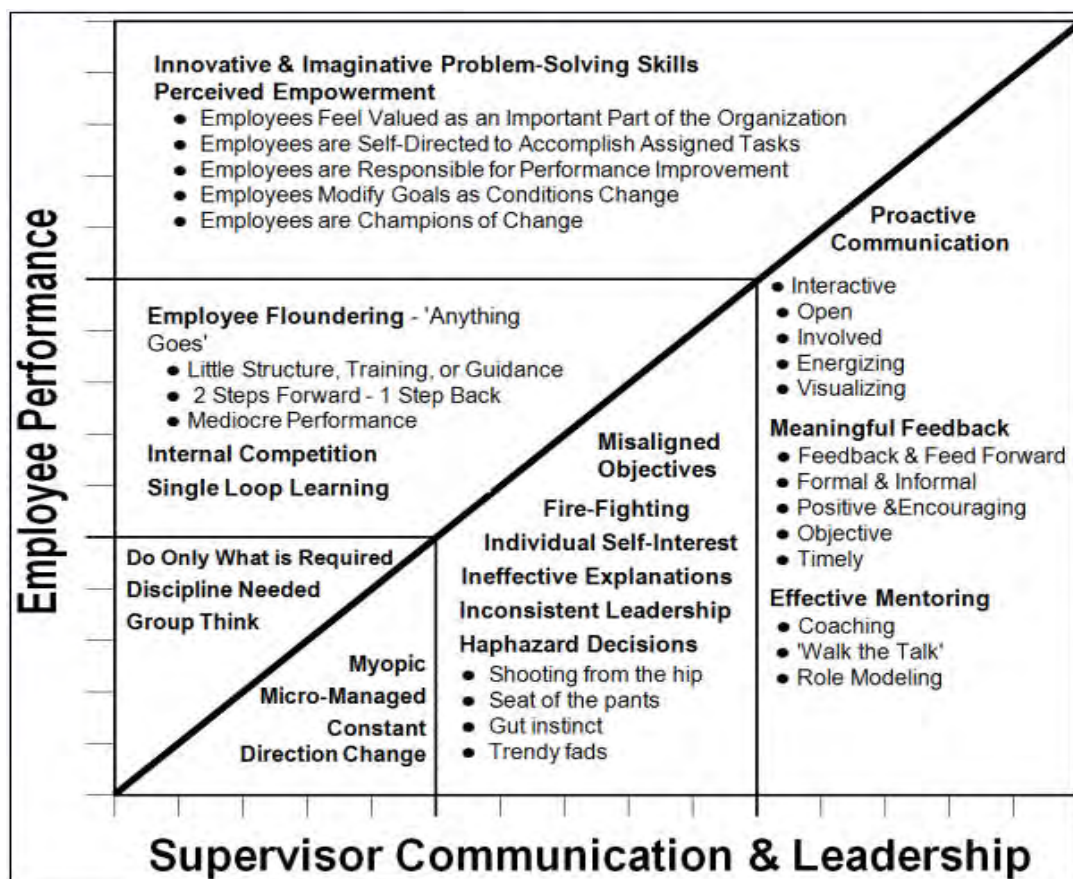 Employee Performance
Innovative & Imaginative Problem-Solving Skills
Perceived Empowerment
● Employees Feel Valued as an Important Part of the Organization
● Employees are Self-Directed to Accomplish Assigned Tasks
● Employees are Responsible for Performance Improvement
● Employees Modify Goals as Conditions Change
● Employees are Champions of Change
Employee Floundering - 'Anything
Goes'
● Little Structure, Training, or Guidance
● 2 Steps Forward - 1 Step Back
● Mediocre Performance
Internal Competition
Single Loop Learning
Do Only What is Required
Discipline Needed
Group Think
Myopic
Micro-Managed
Constant
Direction Change
Misaligned
Objectives
Fire-Fighting
Individual Self-Interest
Ineffective Explanations
Inconsistent Leadership
Haphazard Decisions
● Shooting from the hip
● Seat of the pants
● Gut instinct
● Trendy fads
Proactive
Communication
● Interactive
● Open
● Involved
● Energizing
● Visualizing
Meaningful Feedback
● Feedback & Feed Forward
● Formal & Informal
● Positive &Encouraging
● Objective
● Timely
Effective Mentoring
● Coaching
● 'Walk the Talk'
● Role Modeling
Supervisor Communication & Leadership